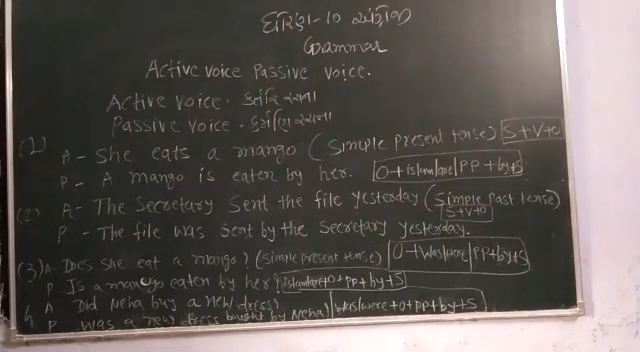 ધોરણ-૧૦ અંગ્રેજી
Grammar
Active voice Passive voice.
Active voice - કર્તરિ રચના
Passive voice - કર્મણિ રચના
(1) A - She eats a mango (Simple present tense) S+V+O
P - A mango is eaten by her. O+is/am/are/PP+by+S
(2) A - The Secretary sent the file yesterday (Simple Past tense)
S+V+O
P - The file was sent by the secretary yesterday.
O+was/were/PP+by+S
(3) A - Does she eat a mango? (Simple present tense)
P. Is a mango eaten by her? is/am/are+O+PP+by+S
4. A Did Neha buy a new dress?
P was a new dress bought by Neha? was/were+O+PP+by+S